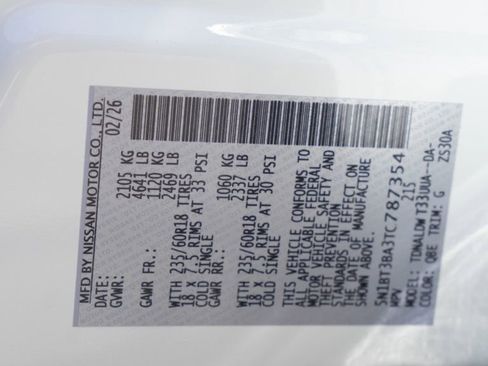 MFD BY NISSAN MOTOR CO., LTD.
DATE: 02/26
GVWR: 2105 KG
4641 LB
GAWR FR.: 1120 KG
2469 LB
WITH 235/60R18
18 x 7.5 RIMS AT 33 PSI
COLD SINGLE
GAWR RR.: 1060 KG
2337 LB
WITH 235/60R18
18 x 7.5 RIMS AT 30 PSI
COLD SINGLE
THIS VEHICLE CONFORMS TO
ALL APPLICABLE FEDERAL
MOTOR VEHICLE SAFETY AND
THEFT PREVENTION
STANDARDS IN EFFECT ON
THE DATE OF MANUFACTURE
SHOWN ABOVE.
5N1BT3BA3TC787354
MPV 215
MODEL: TDNALDWT33UUA--DA-
COLOR: QBE TRIM: G ZS30A